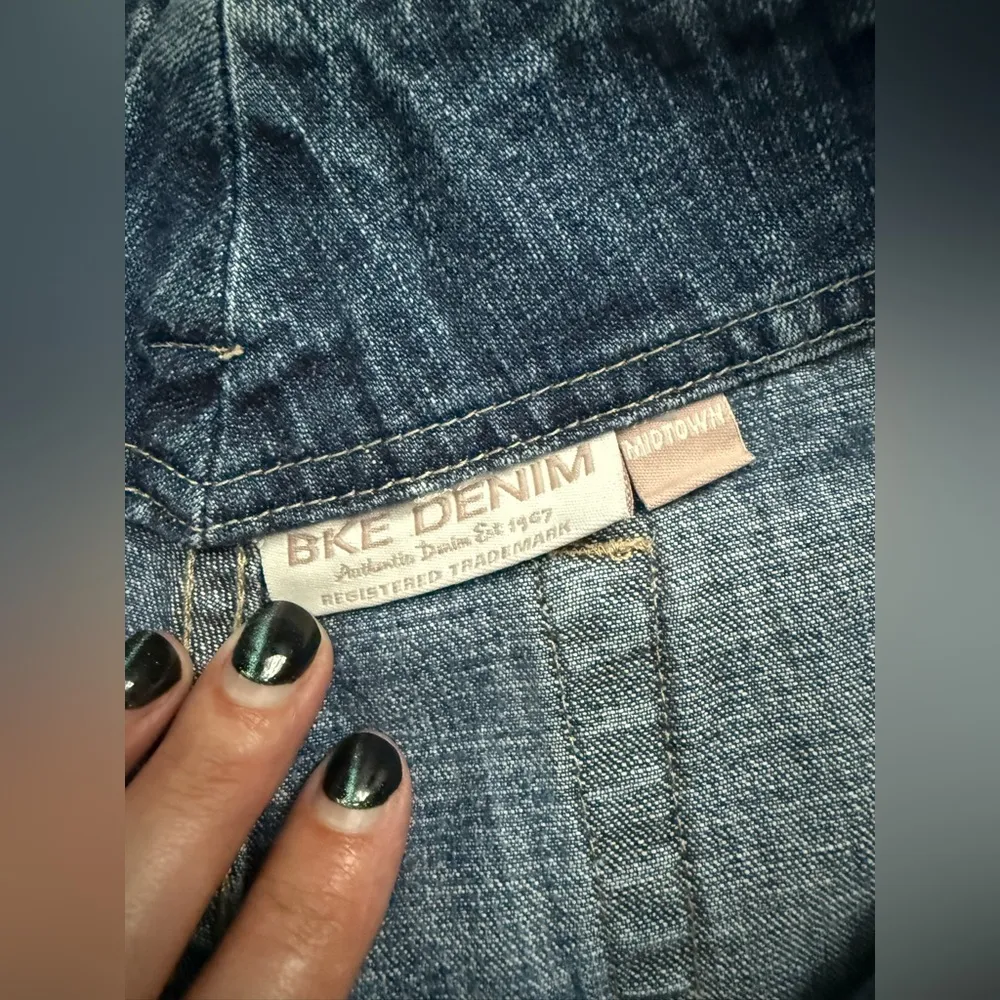 BKE DENIM
Authentic Denim Est 1967
REGISTERED TRADEMARK
MIDTOWN